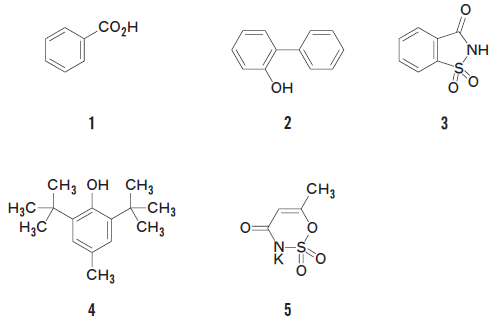 CO₂H
OH
O
NH
S
O O
1
2
3
CH₃ OH CH₃
H₃C CH₃
H₃C CH₃
CH₃
CH₃
O O
N S O
K O
4
5